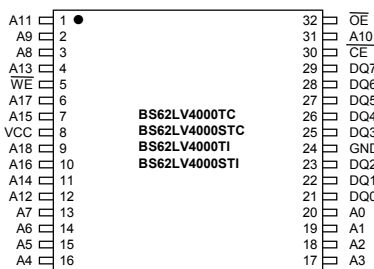 A11 1 32 OE
A9 2 31 A10
A8 3 30 CE
A13 4 29 DQ7
WE 5 28 DQ6
A17 6 27 DQ5
A15 7 BS62LV4000TC 26 DQ4
VCC 8 BS62LV4000STC 25 DQ3
A18 9 BS62LV4000TI 24 GND
A16 10 BS62LV4000STI 23 DQ2
A14 11 22 DQ1
A12 12 21 DQ0
A7 13 20 A0
A6 14 19 A1
A5 15 18 A2
A4 16 17 A3